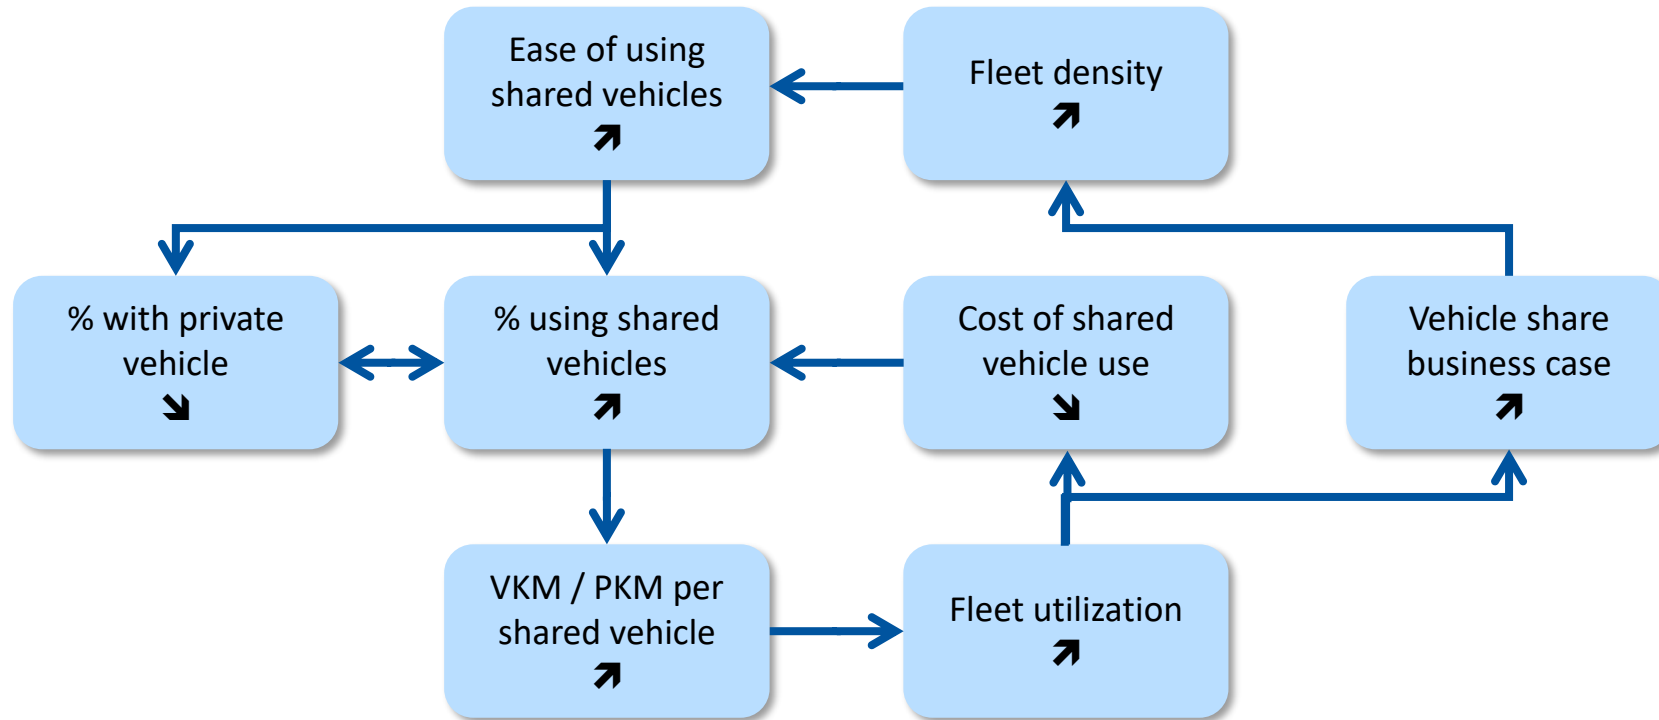 Ease of using
shared vehicles
Fleet density
% with private
vehicle
% using shared
vehicles
Cost of shared
vehicle use
Vehicle share
business case
VKM / PKM per
shared vehicle
Fleet utilization